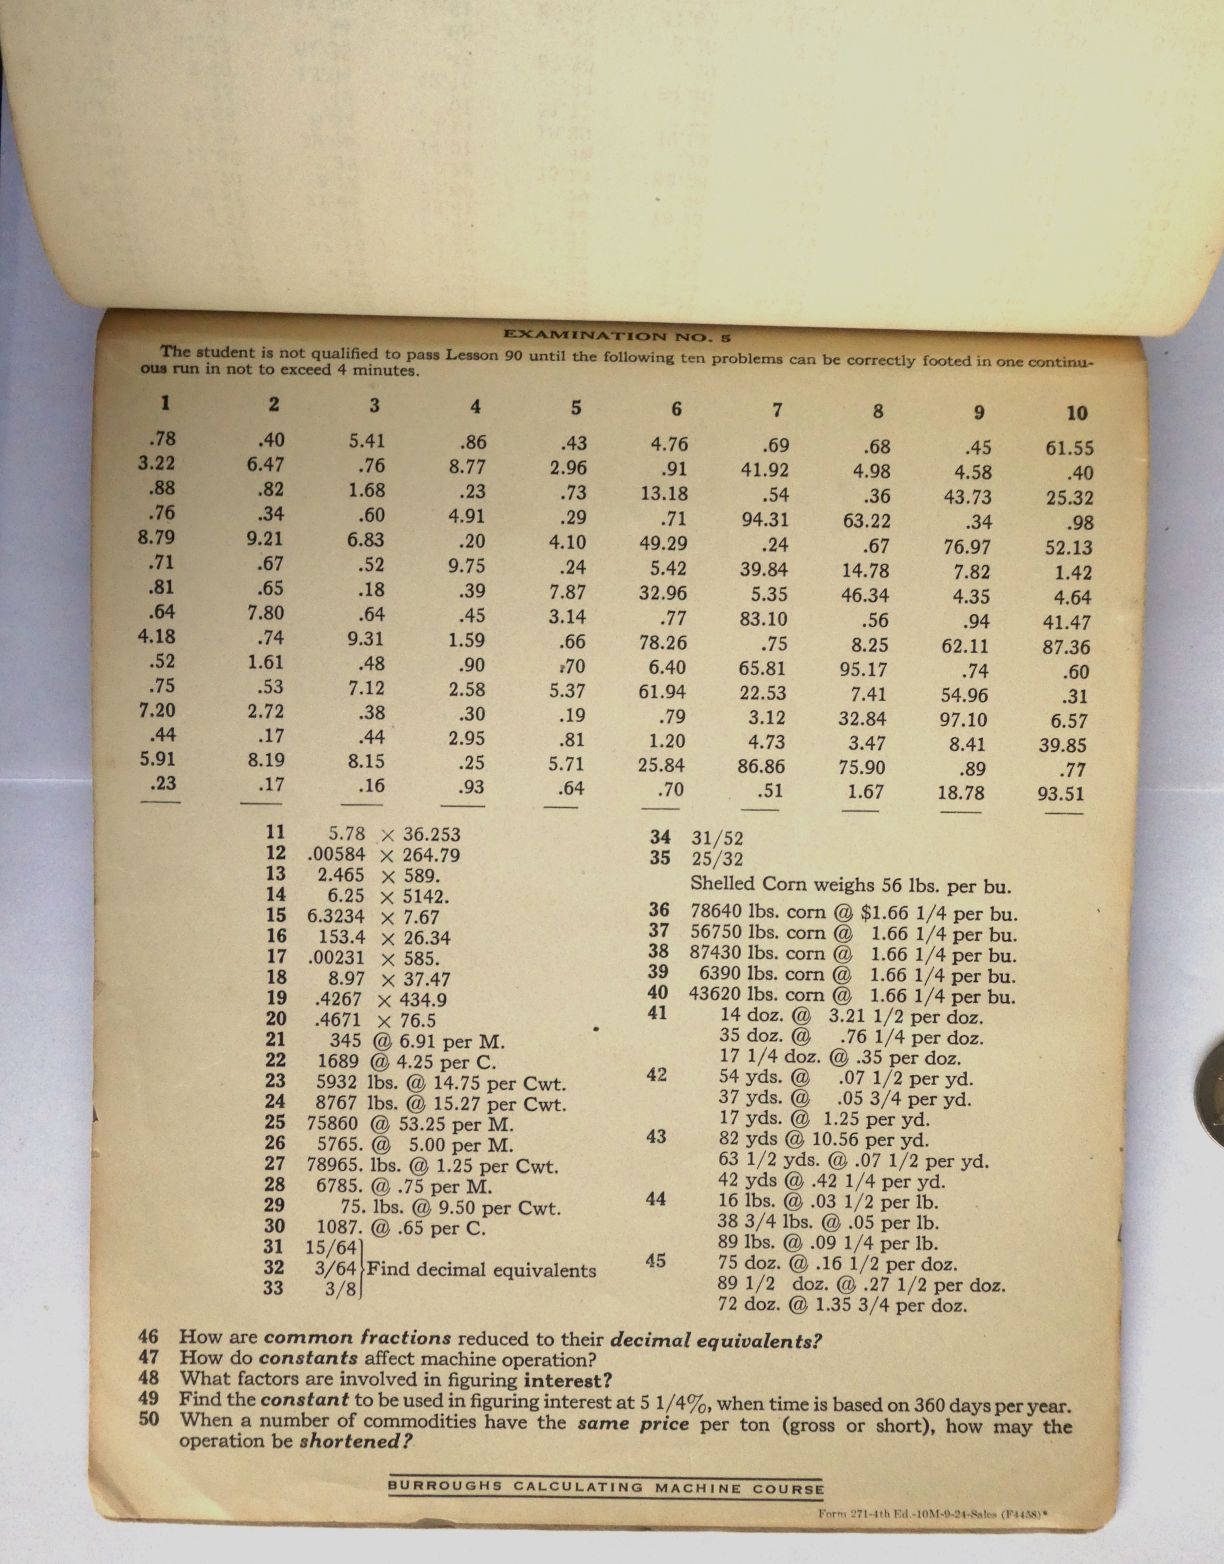 EXAMINATION NO. 5
The student is not qualified to pass Lesson 90 until the following ten problems can be correctly footed in one continu-
ous run in not to exceed 4 minutes.
1 2 3 4 5 6 7 8 9 10
.78 .40 5.41 .86 .43 4.76 .69 .68 .45 61.55
3.22 6.47 .76 8.77 2.96 .91 41.92 4.98 4.58 .40
.88 .82 1.68 .23 .73 13.18 .54 .36 43.73 25.32
.76 .34 .60 4.91 .29 .71 94.31 63.22 .34 .98
8.79 9.21 6.83 .20 4.10 49.29 .24 .67 76.97 52.13
.71 .67 .52 9.75 .24 5.42 39.84 14.78 7.82 1.42
.81 .65 .18 .39 7.87 32.96 5.35 46.34 4.35 4.64
.64 7.80 .64 .45 3.14 .77 83.10 .56 .94 41.47
4.18 .74 9.31 1.59 .66 78.26 .75 8.25 62.11 87.36
.52 1.61 .48 .90 .70 6.40 65.81 95.17 .74 .60
.75 .53 7.12 2.58 5.37 61.94 22.53 7.41 54.96 .31
7.20 2.72 .38 .30 .19 .79 3.12 32.84 97.10 6.57
.44 .17 .44 2.95 .81 1.20 4.73 3.47 8.41 39.85
5.91 8.19 8.15 .25 5.71 25.84 86.86 75.90 .89 .77
.23 .17 .16 .93 .64 .70 .51 1.67 18.78 93.51
11 5.78 × 36.253
12 .00584 × 264.79
13 2.465 × 589.
14 6.25 × 5142.
15 6.3234 × 7.67
16 153.4 × 26.34
17 .00231 × 585.
18 8.97 × 37.47
19 .4267 × 434.9
20 .4671 × 76.5
21 345 @ 6.91 per M.
22 1689 @ 4.25 per C.
23 5932 lbs. @ 14.75 per Cwt.
24 8767 lbs. @ 15.27 per Cwt.
25 75860 @ 53.25 per M.
26 5765. @ 5.00 per M.
27 78965. lbs. @ 1.25 per Cwt.
28 6785. @ .75 per M.
29 75. lbs. @ 9.50 per Cwt.
30 1087. @ .65 per C.
31 15/64
32 3/64 Find decimal equivalents
33 3/8
34 31/52
35 25/32
Shelled Corn weighs 56 lbs. per bu.
36 78640 lbs. corn @ $1.66 1/4 per bu.
37 56750 lbs. corn @ 1.66 1/4 per bu.
38 87430 lbs. corn @ 1.66 1/4 per bu.
39 6390 lbs. corn @ 1.66 1/4 per bu.
40 43620 lbs. corn @ 1.66 1/4 per bu.
41 14 doz. @ 3.21 1/2 per doz.
35 doz. @ .76 1/4 per doz.
17 1/4 doz. @ .35 per doz.
42 54 yds. @ .07 1/2 per yd.
37 yds. @ .05 3/4 per yd.
17 yds. @ 1.25 per yd.
43 82 yds @ 10.56 per yd.
63 1/2 yds. @ .07 1/2 per yd.
42 yds @ .42 1/4 per yd.
44 16 lbs. @ .03 1/2 per lb.
38 3/4 lbs. @ .05 per lb.
89 lbs. @ .09 1/4 per lb.
45 75 doz. @ .16 1/2 per doz.
89 1/2 doz. @ .27 1/2 per doz.
72 doz. @ 1.35 3/4 per doz.
46 How are common fractions reduced to their decimal equivalents?
47 How do constants affect machine operation?
48 What factors are involved in figuring interest?
49 Find the constant to be used in figuring interest at 5 1/4%, when time is based on 360 days per year.
50 When a number of commodities have the same price per ton (gross or short), how may the
operation be shortened?
BURROUGHS CALCULATING MACHINE COURSE
Form 271-4th Ed.-10M-9-24-Sales (F4458)*